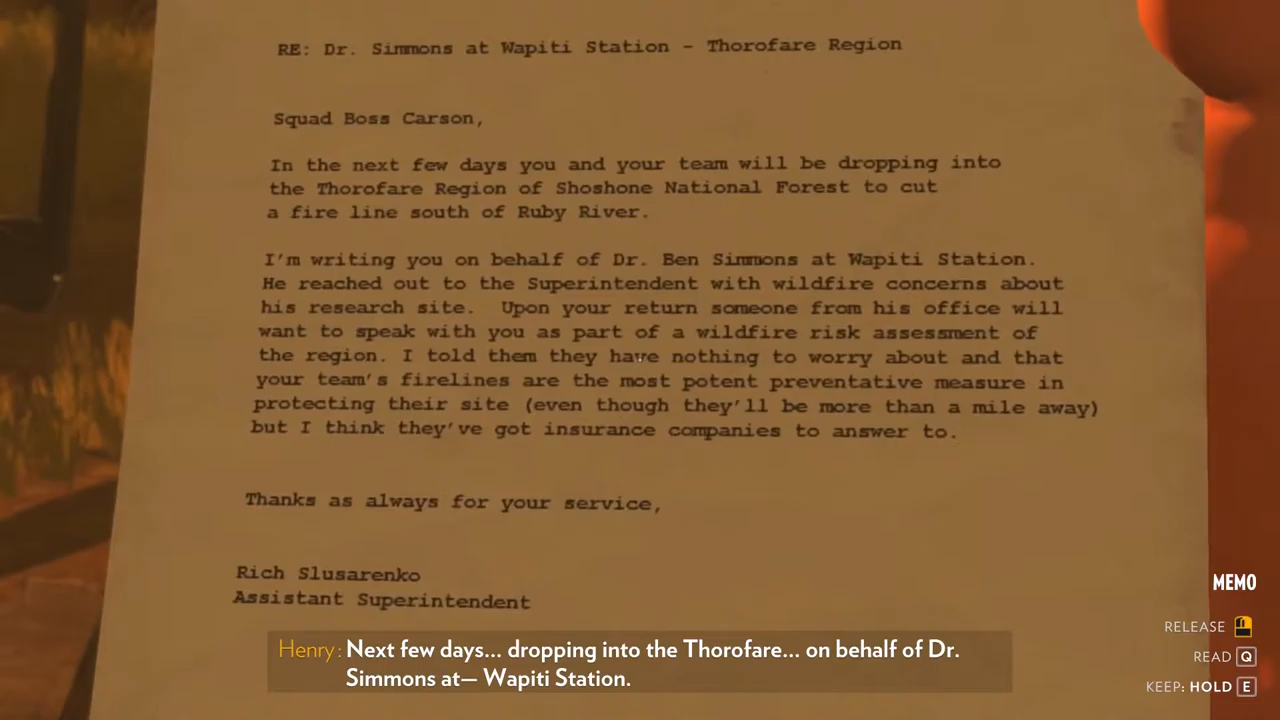 RE: Dr. Simmons at Wapiti Station - Thorofare Region
Squad Boss Carson,
In the next few days you and your team will be dropping into
the Thorofare Region of Shoshone National Forest to cut
a fire line south of Ruby River.
I'm writing you on behalf of Dr. Ben Simmons at Wapiti Station.
He reached out to the Superintendent with wildfire concerns about
his research site.  Upon your return someone from his office will
want to speak with you as part of a wildfire risk assessment of
the region. I told them they have nothing to worry about and that
your team's firelines are the most potent preventative measure in
protecting their site (even though they'll be more than a mile away)
but I think they've got insurance companies to answer to.
Thanks as always for your service,
Rich Slusarenko
Assistant Superintendent
Henry: Next few days... dropping into the Thorofare... on behalf of Dr.
Simmons at— Wapiti Station.
MEMO
RELEASE
READ Q
KEEP: HOLD E